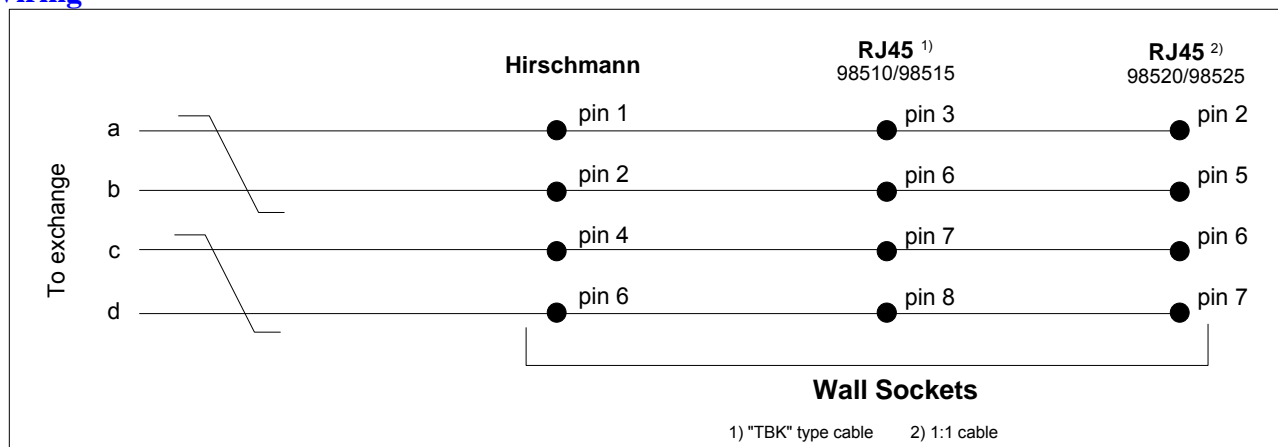 Hirschmann
RJ45 1)
98510/98515
RJ45 2)
98520/98525
To exchange
a pin 1 pin 3 pin 2
b pin 2 pin 6 pin 5
c pin 4 pin 7 pin 6
d pin 6 pin 8 pin 7
Wall Sockets
1) "TBK" type cable 2) 1:1 cable